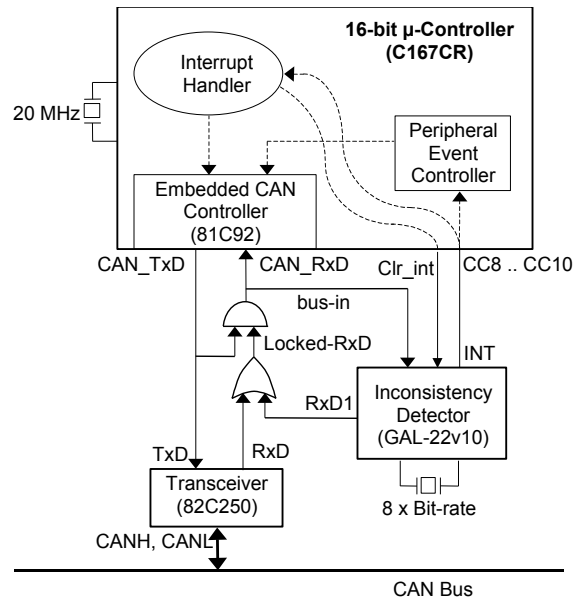 16-bit µ-Controller
(C167CR)
Interrupt
Handler
20 MHz
Peripheral
Event
Controller
Embedded CAN
Controller
(81C92)
CAN_TxD
CAN_RxD
Clr_int
CC8 .. CC10
bus-in
Locked-RxD
INT
RxD1
Inconsistency
Detector
(GAL-22v10)
TxD
RxD
Transceiver
(82C250)
8 x Bit-rate
CANH, CANL
CAN Bus